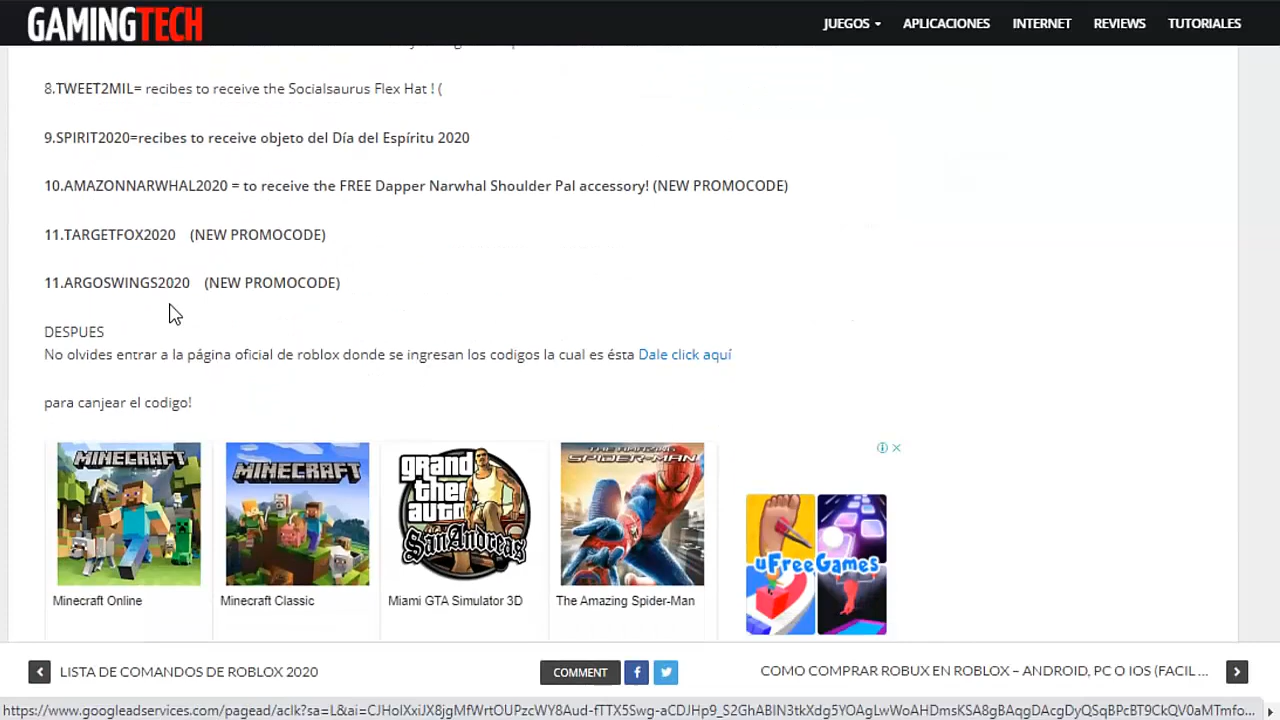 GAMINGTECH
JUEGOS APLICACIONES INTERNET REVIEWS TUTORIALES
8.TWEET2MIL= recibes to receive the Socialsaurus Flex Hat ! (
9.SPIRIT2020=recibes to receive objeto del Día del Espíritu 2020
10.AMAZONNARWHAL2020 = to receive the FREE Dapper Narwhal Shoulder Pal accessory! (NEW PROMOCODE)
11.TARGETFOX2020 (NEW PROMOCODE)
11.ARGOSWINGS2020 (NEW PROMOCODE)
DESPUES
No olvides entrar a la página oficial de roblox donde se ingresan los codigos la cual es ésta Dale click aquí
para canjear el codigo!
MINECRAFT
MINECRAFT
grand
theft
auto
SanAndreas
THE AMAZING
SPIDER-MAN
uFreeGames
Minecraft Online
Minecraft Classic
Miami GTA Simulator 3D
The Amazing Spider-Man
LISTA DE COMANDOS DE ROBLOX 2020
COMMENT
COMO COMPRAR ROBUX EN ROBLOX – ANDROID, PC O IOS (FACIL ...